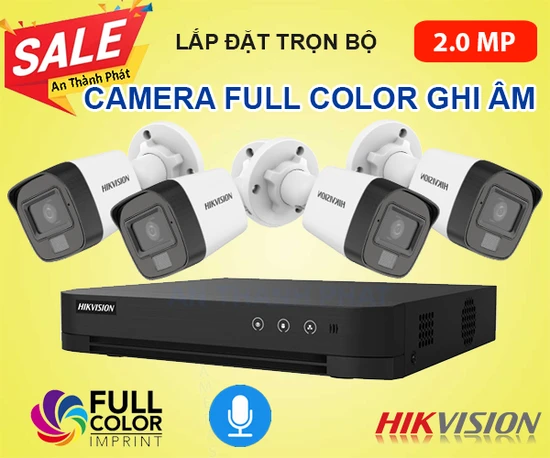 SALE
An Thành Phát
LẮP ĐẶT TRỌN BỘ
2.0 MP
CAMERA FULL COLOR GHI ÂM
HIKVISION
HIKVISION
HIKVISION
HIKVISION
HIKVISION
FULL
COLOR
IMPRINT
HIKVISION